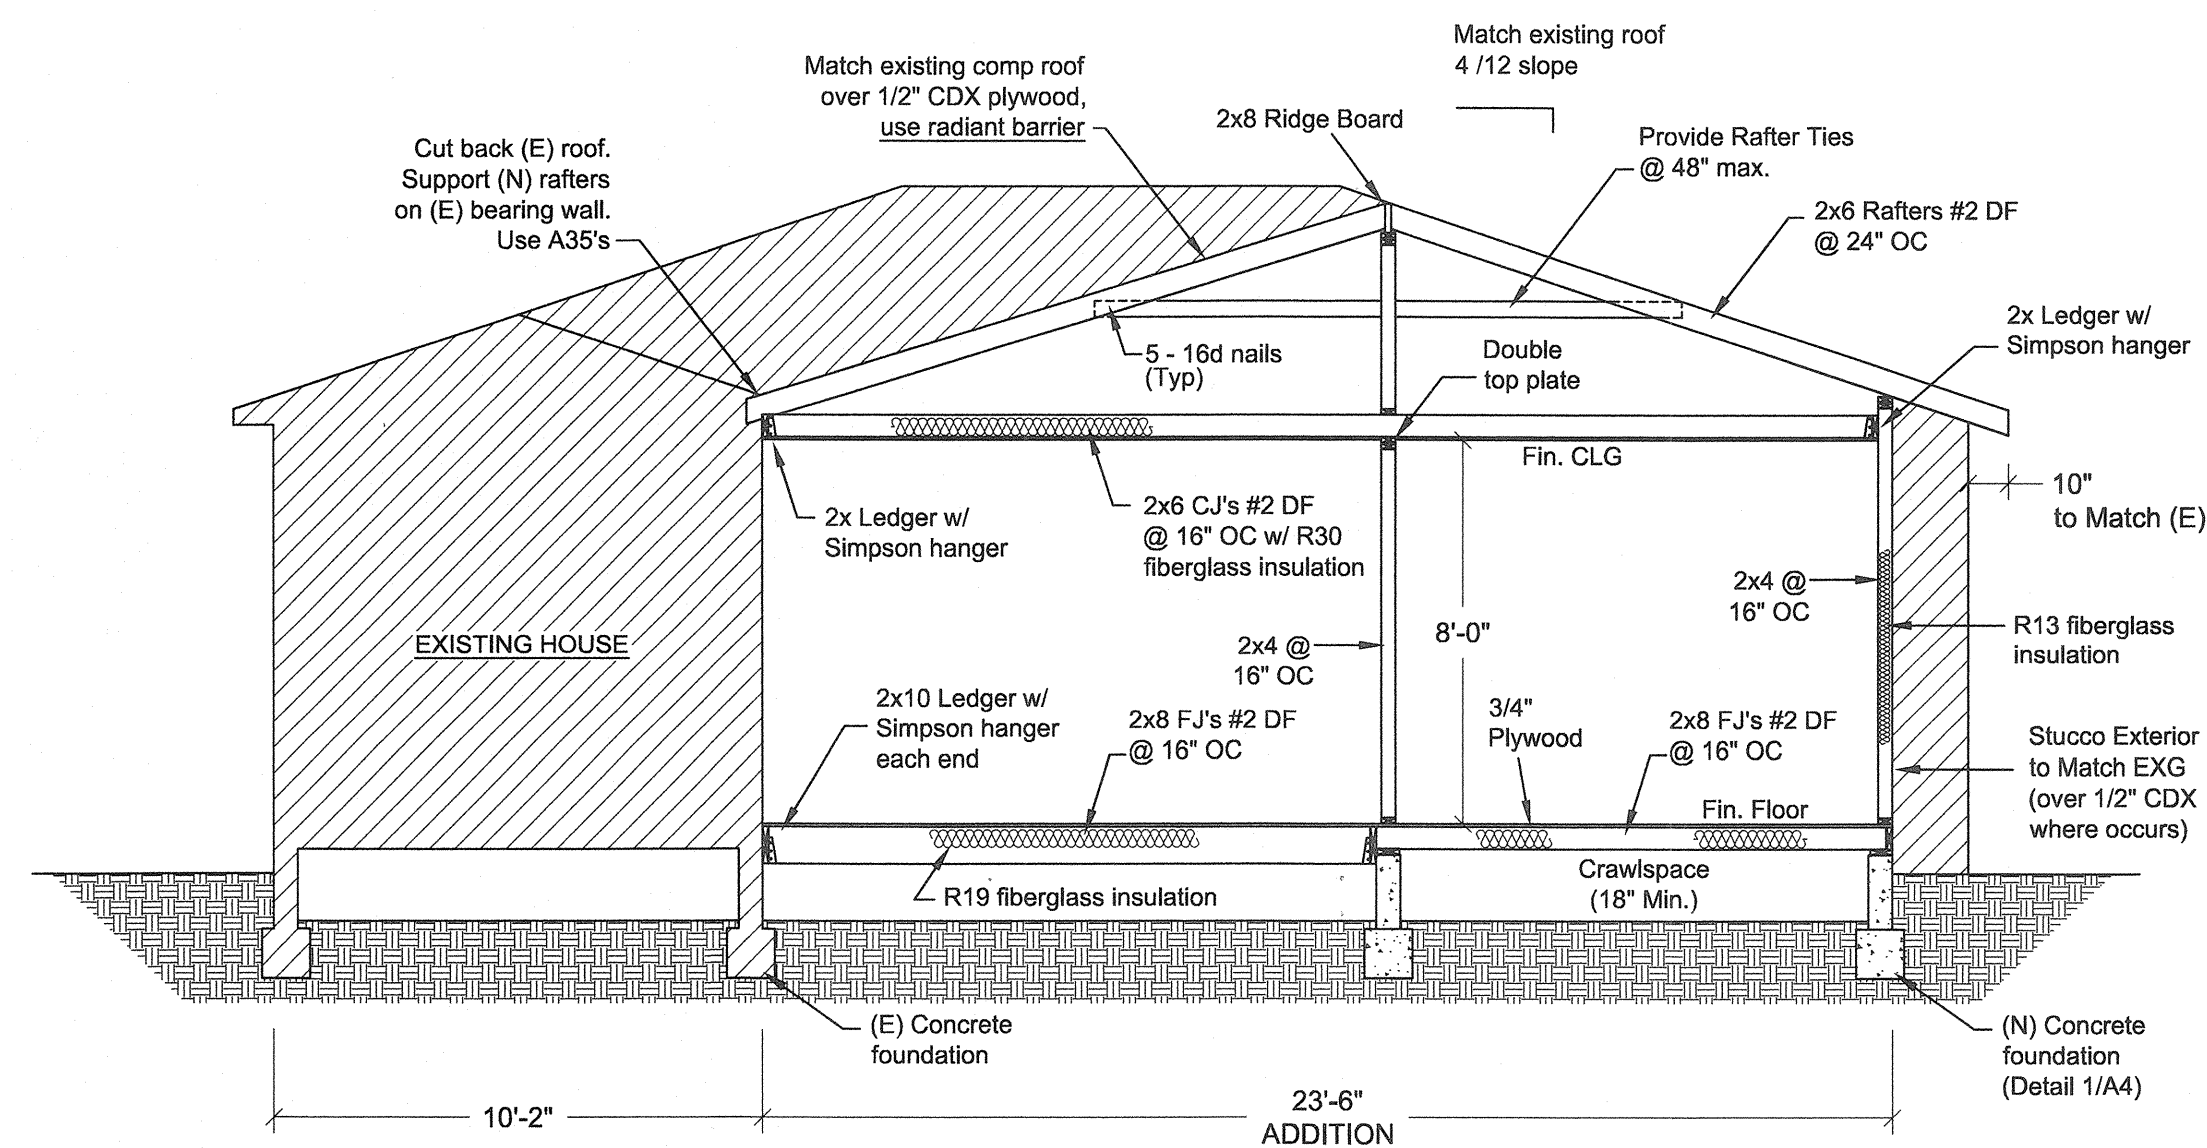 Match existing roof
4 /12 slope
Match existing comp roof
over 1/2" CDX plywood,
use radiant barrier
2x8 Ridge Board
Provide Rafter Ties
@ 48" max.
Cut back (E) roof.
Support (N) rafters
on (E) bearing wall.
Use A35's
2x6 Rafters #2 DF
@ 24" OC
2x Ledger w/
Simpson hanger
5 - 16d nails
(Typ)
Double
top plate
Fin. CLG
10"
to Match (E)
2x Ledger w/
Simpson hanger
2x6 CJ's #2 DF
@ 16" OC w/ R30
fiberglass insulation
2x4 @
16" OC
8'-0"
R13 fiberglass
insulation
EXISTING HOUSE
2x4 @
16" OC
2x10 Ledger w/
Simpson hanger
each end
2x8 FJ's #2 DF
@ 16" OC
3/4"
Plywood
2x8 FJ's #2 DF
@ 16" OC
Stucco Exterior
to Match EXG
(over 1/2" CDX
where occurs)
Fin. Floor
R19 fiberglass insulation
Crawlspace
(18" Min.)
(E) Concrete
foundation
(N) Concrete
foundation
(Detail 1/A4)
10'-2"
23'-6"
ADDITION